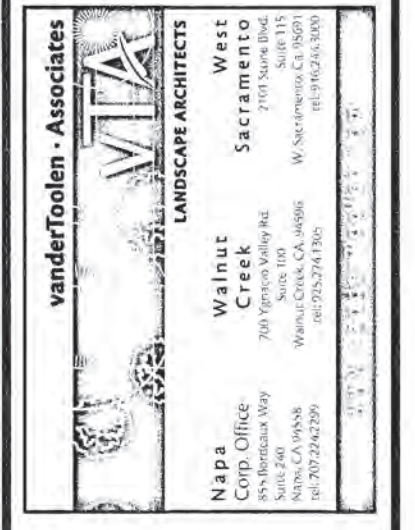 vanderToolen · Associates
VTA
LANDSCAPE ARCHITECTS
Napa
Corp. Office
855 Bordeaux Way
Suite 240
Napa, CA 94558
tel: 707.224.2299
Walnut
Creek
700 Ygnacio Valley Rd.
Suite 100
Walnut Creek, CA. 94596
tel: 925.274.1305
West
Sacramento
2101 Stone Blvd.
Suite 115
W. Sacramento Ca. 95691
tel: 916.244.3000